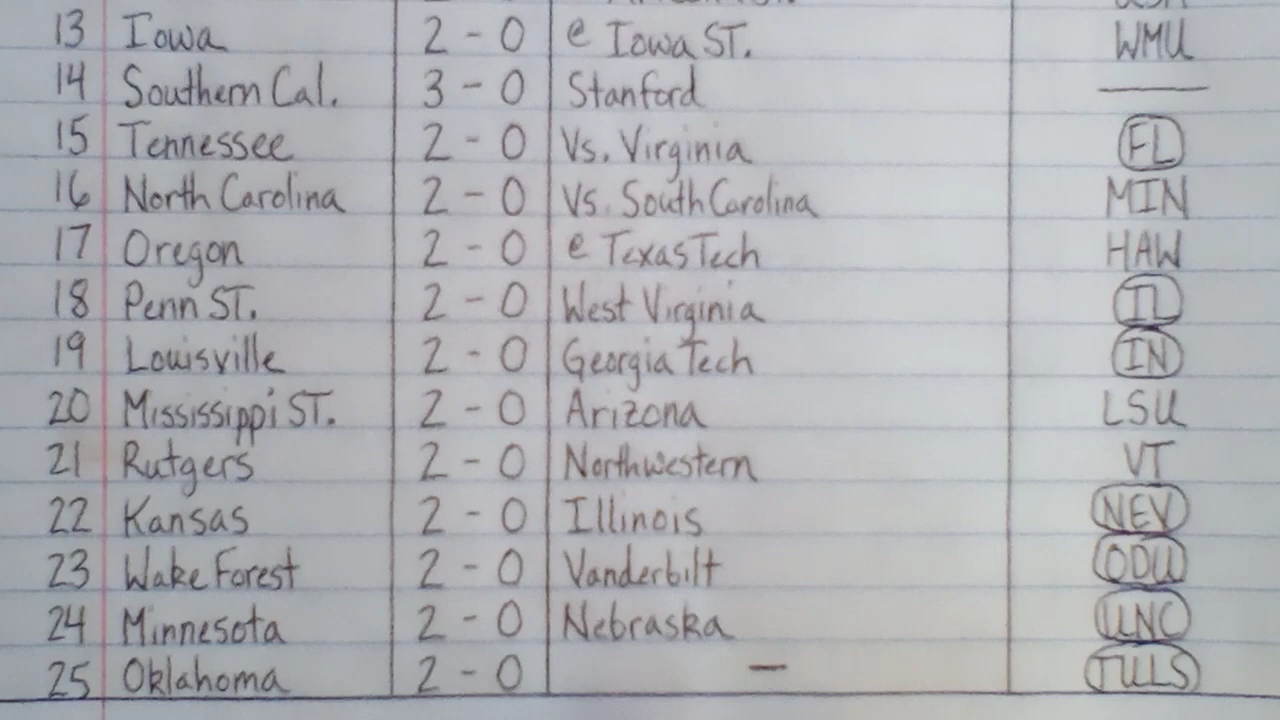 13 Iowa 2 - 0 @ Iowa ST. WMU
14 Southern Cal. 3 - 0 Stanford —
15 Tennessee 2 - 0 Vs. Virginia FL
16 North Carolina 2 - 0 Vs. South Carolina MIN
17 Oregon 2 - 0 @ Texas Tech HAW
18 Penn ST. 2 - 0 West Virginia IL
19 Louisville 2 - 0 Georgia Tech IN
20 Mississippi ST. 2 - 0 Arizona LSU
21 Rutgers 2 - 0 Northwestern VT
22 Kansas 2 - 0 Illinois NEV
23 Wake Forest 2 - 0 Vanderbilt ODU
24 Minnesota 2 - 0 Nebraska UNC
25 Oklahoma 2 - 0 — TULS